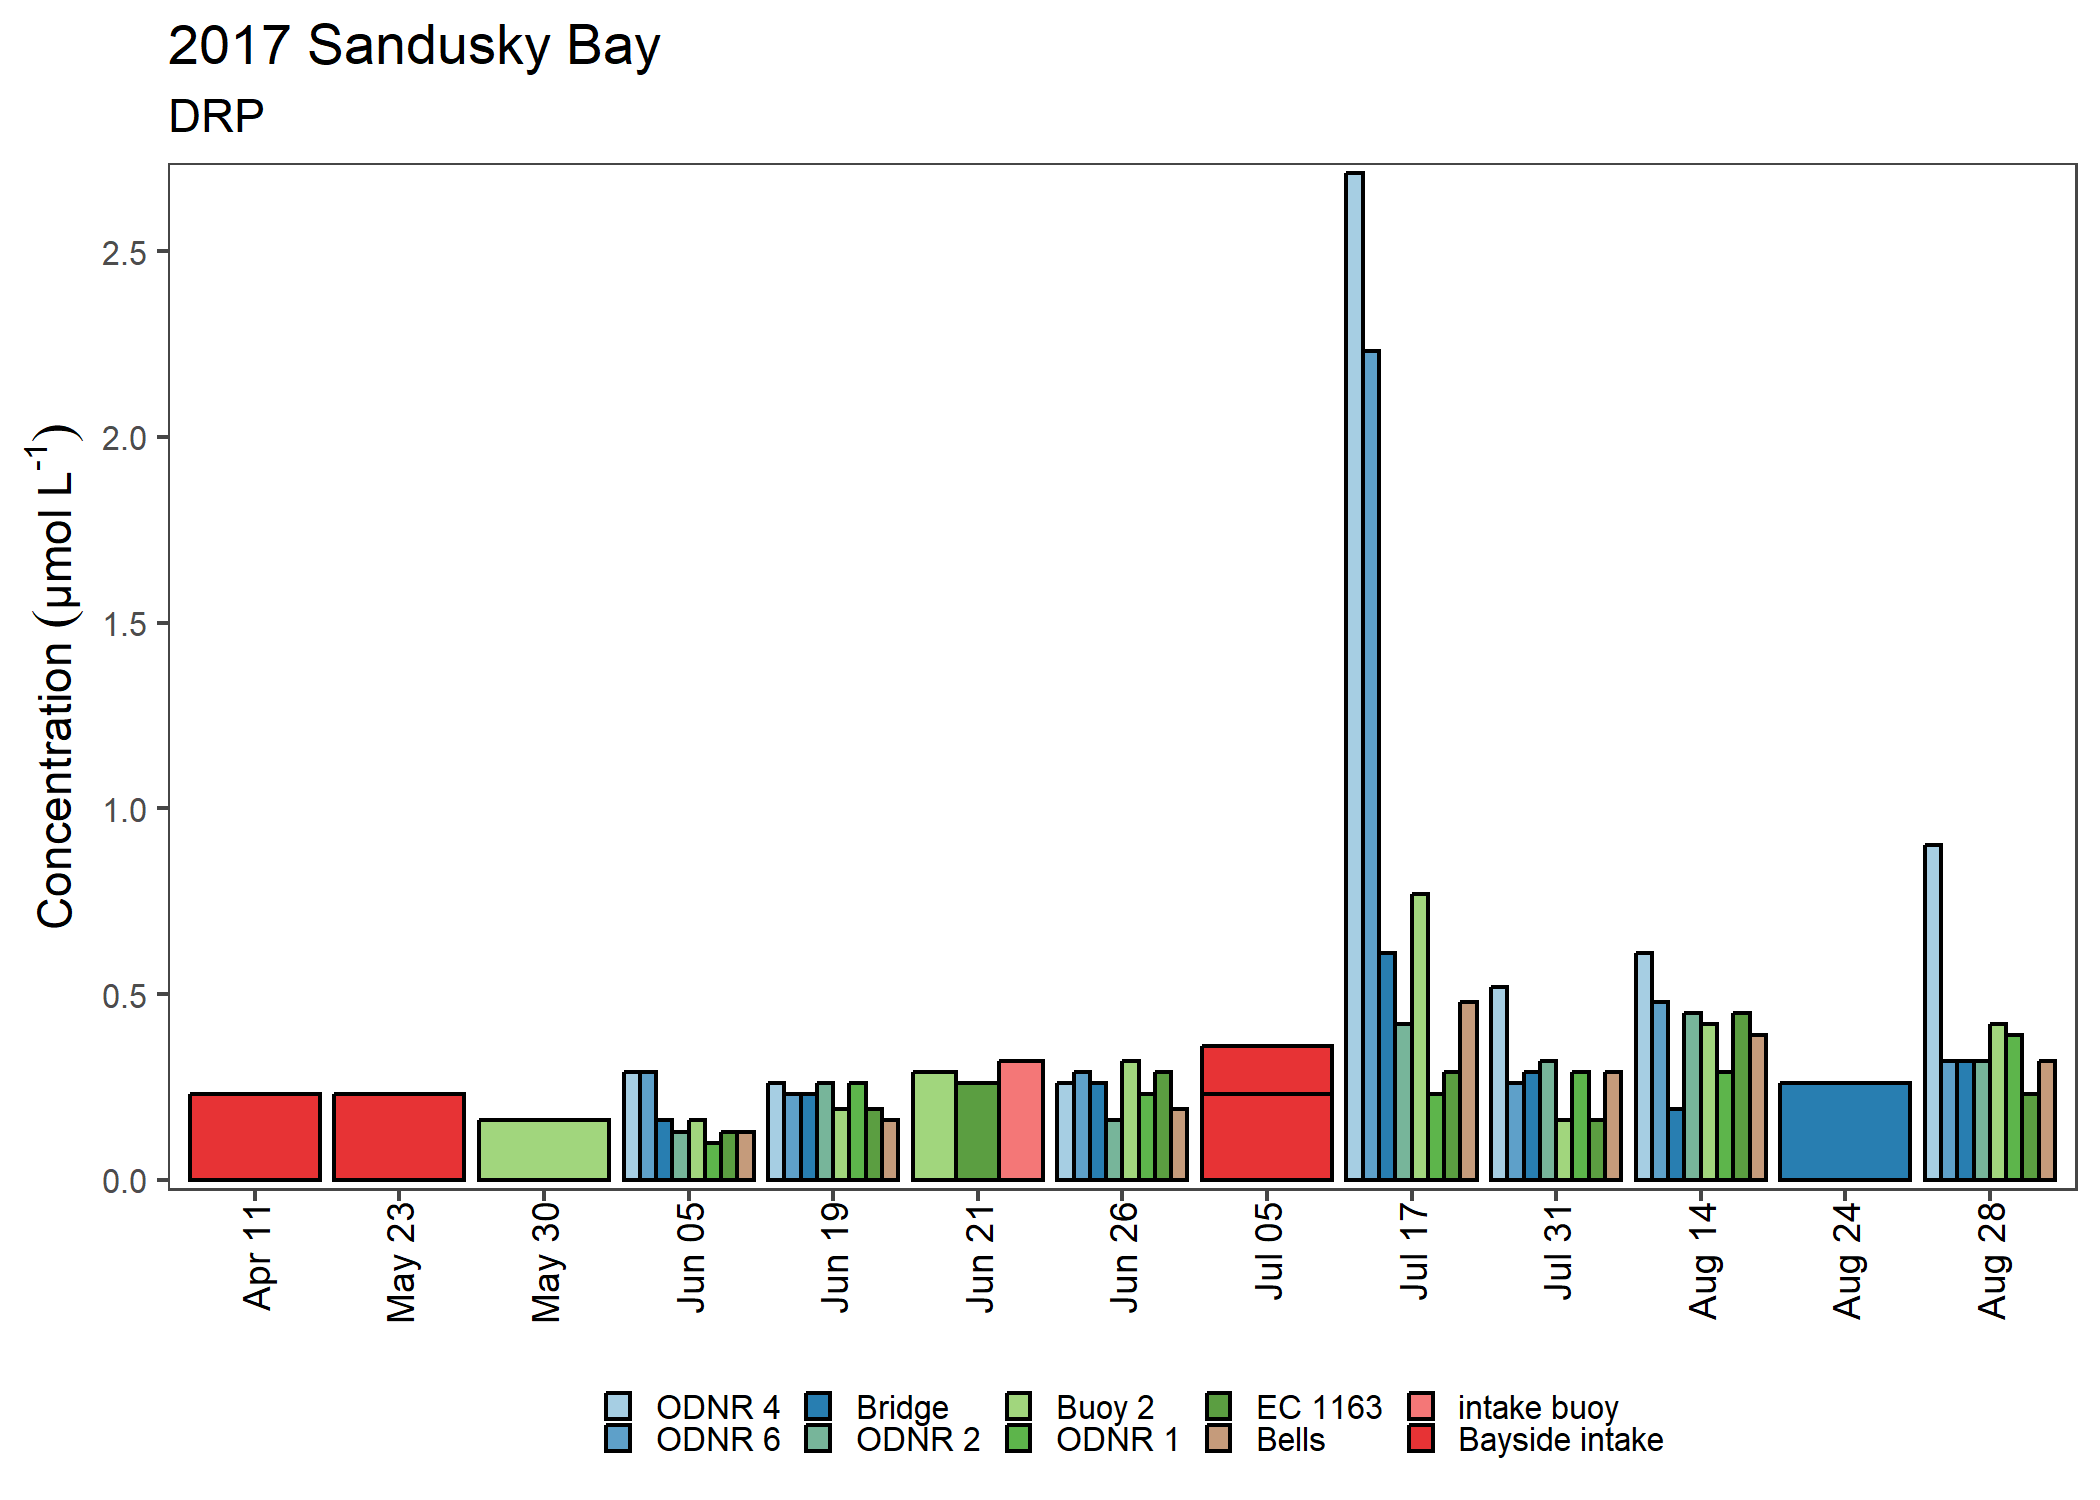 2017 Sandusky Bay
DRP
Concentration (µmol L⁻¹)
2.5
2.0
1.5
1.0
0.5
0.0
Apr 11
May 23
May 30
Jun 05
Jun 19
Jun 21
Jun 26
Jul 05
Jul 17
Jul 31
Aug 14
Aug 24
Aug 28
ODNR 4 Bridge Buoy 2 EC 1163 intake buoy
ODNR 6 ODNR 2 ODNR 1 Bells Bayside intake